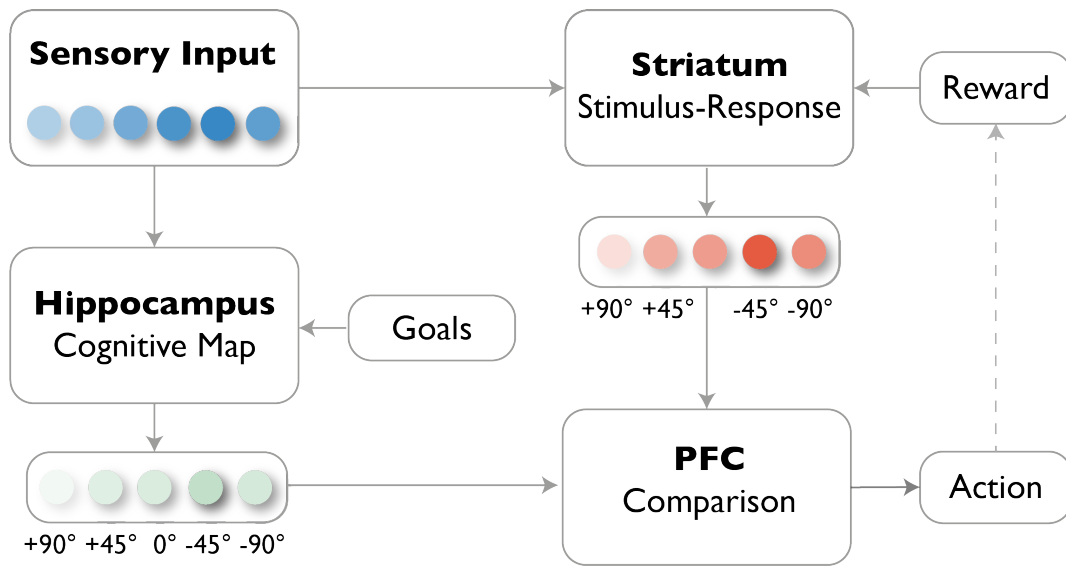 Sensory Input
Striatum
Stimulus-Response
Reward
+90° +45° -45° -90°
Hippocampus
Cognitive Map
Goals
PFC
Comparison
Action
+90° +45° 0° -45° -90°